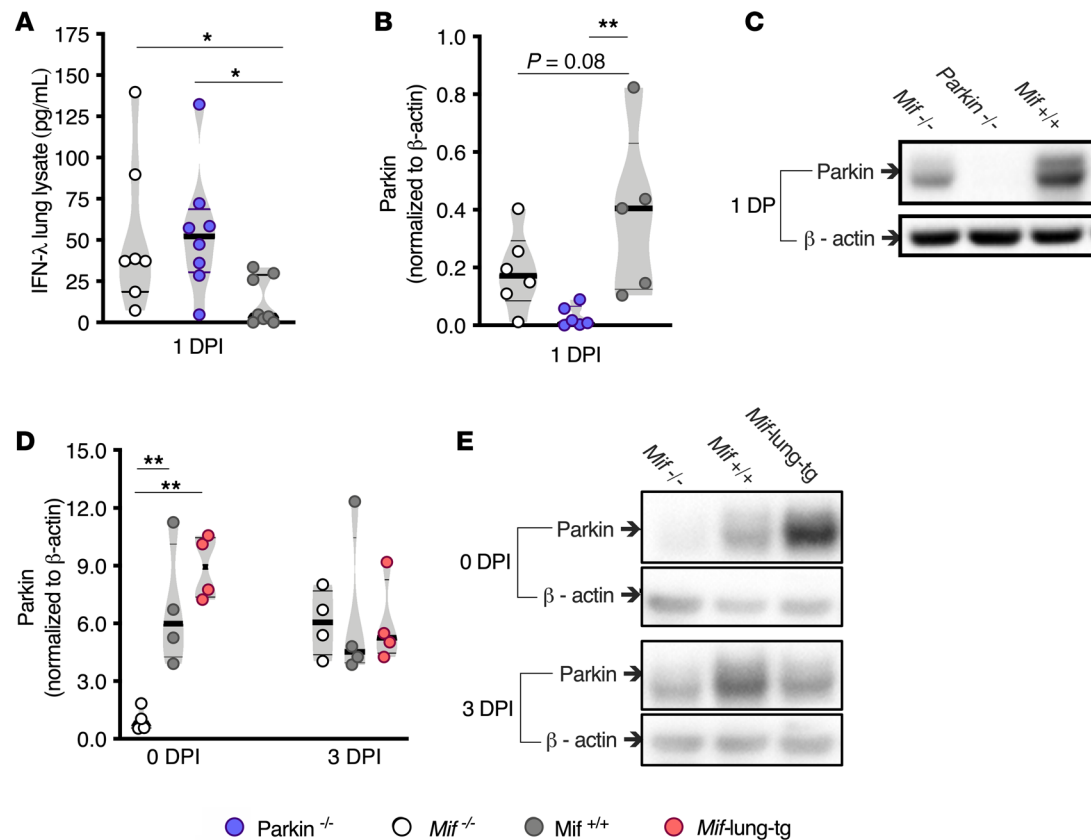 A
175
150
125
100
75
50
25
0
IFN-λ lung lysate (pg/mL)
*
*
1 DPI
B
1.0
0.8
0.6
0.4
0.2
0.0
Parkin
(normalized to β-actin)
**
P = 0.08
1 DPI
C
Mif -/-
Parkin -/-
Mif +/+
1 DP
Parkin
β - actin
D
15.0
12.0
9.0
6.0
3.0
0.0
Parkin
(normalized to β-actin)
**
**
0 DPI
3 DPI
E
Mif -/-
Mif +/+
Mif-lung-tg
0 DPI
Parkin
β - actin
3 DPI
Parkin
β - actin
Parkin -/-
Mif -/-
Mif +/+
Mif-lung-tg